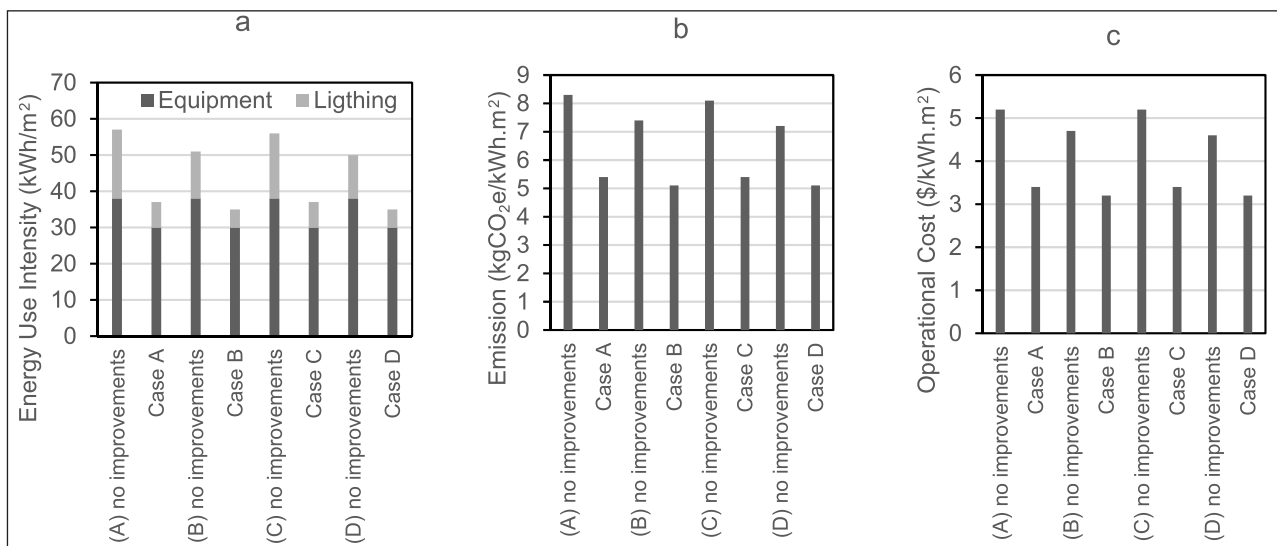 a
Energy Use Intensity (kWh/m²)
70
60
50
40
30
20
10
0
Equipment
Ligthing
(A) no improvements
Case A
(B) no improvements
Case B
(C) no improvements
Case C
(D) no improvements
Case D
b
Emission (kgCO₂e/kWh.m²)
9
8
7
6
5
4
3
2
1
0
(A) no improvements
Case A
(B) no improvements
Case B
(C) no improvements
Case C
(D) no improvements
Case D
c
Operational Cost ($/kWh.m²)
6
5
4
3
2
1
0
(A) no improvements
Case A
(B) no improvements
Case B
(C) no improvements
Case C
(D) no improvements
Case D